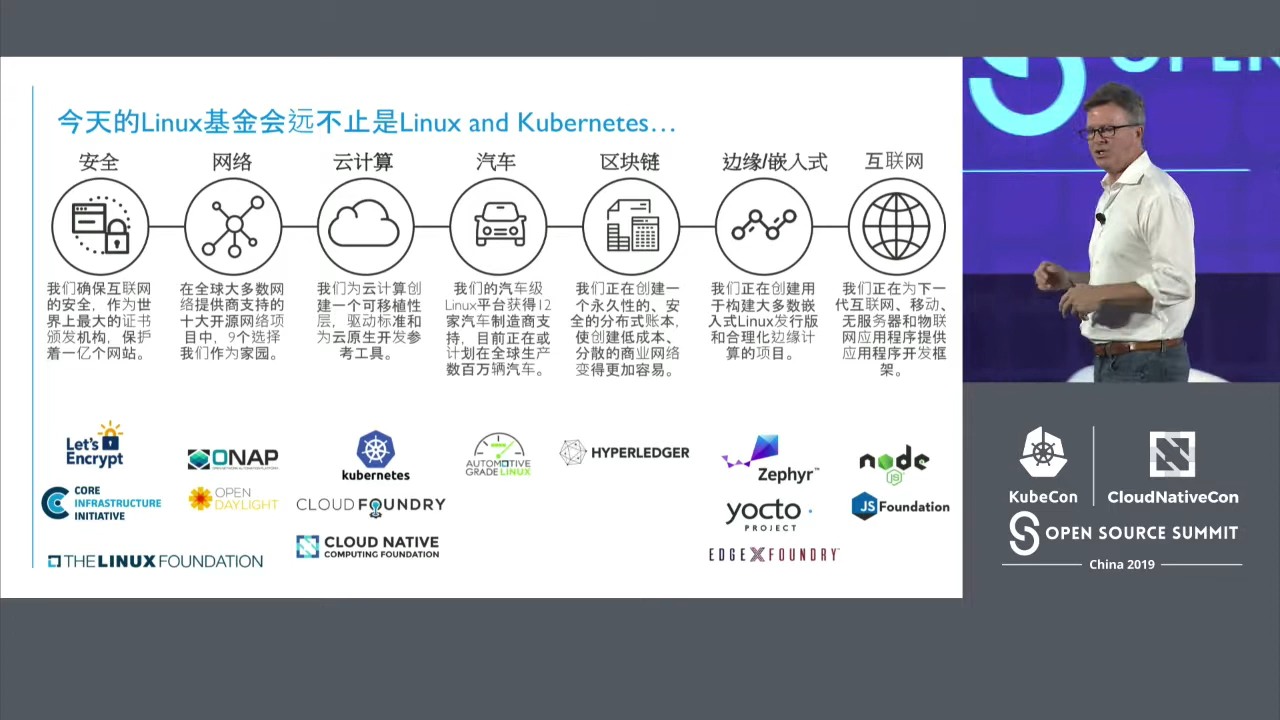 今天的Linux基金会远不止是Linux and Kubernetes…
安全
我们确保互联网
的安全，作为世
界上最大的证书
颁发机构，保护
着一亿个网站。
网络
在全球大多数网
络提供商支持的
十大开源网络项
目中，9个选择
我们作为家园。
云计算
我们为云计算创
建一个可移植性
层，驱动标准和
为云原生开发参
考工具。
汽车
我们的汽车级
Linux平台获得12
家汽车制造商支
持，目前正在或
计划在全球生产
数百万辆汽车。
区块链
我们正在创建一
个永久性的、安
全的分布式账本，
使创建低成本、
分散的商业网络
变得更加容易。
边缘/嵌入式
我们正在创建用
于构建大多数嵌
入式Linux发行版
和合理化边缘计
算的项目。
互联网
我们正在为下一
代互联网、移动、
无服务器和物联
网应用程序提供
应用程序开发框
架。
Let's
Encrypt
CORE
INFRASTRUCTURE
INITIATIVE
THE LINUX FOUNDATION
ONAP
OPEN
DAYLIGHT
kubernetes
CLOUD FOUNDRY
CLOUD NATIVE
COMPUTING FOUNDATION
AUTOMOTIVE
GRADE LINUX
HYPERLEDGER
Zephyr™
yocto
PROJECT
EDGE X FOUNDRY
node
JS
JS Foundation
OPEN
KubeCon
CloudNativeCon
OPEN SOURCE SUMMIT
China 2019